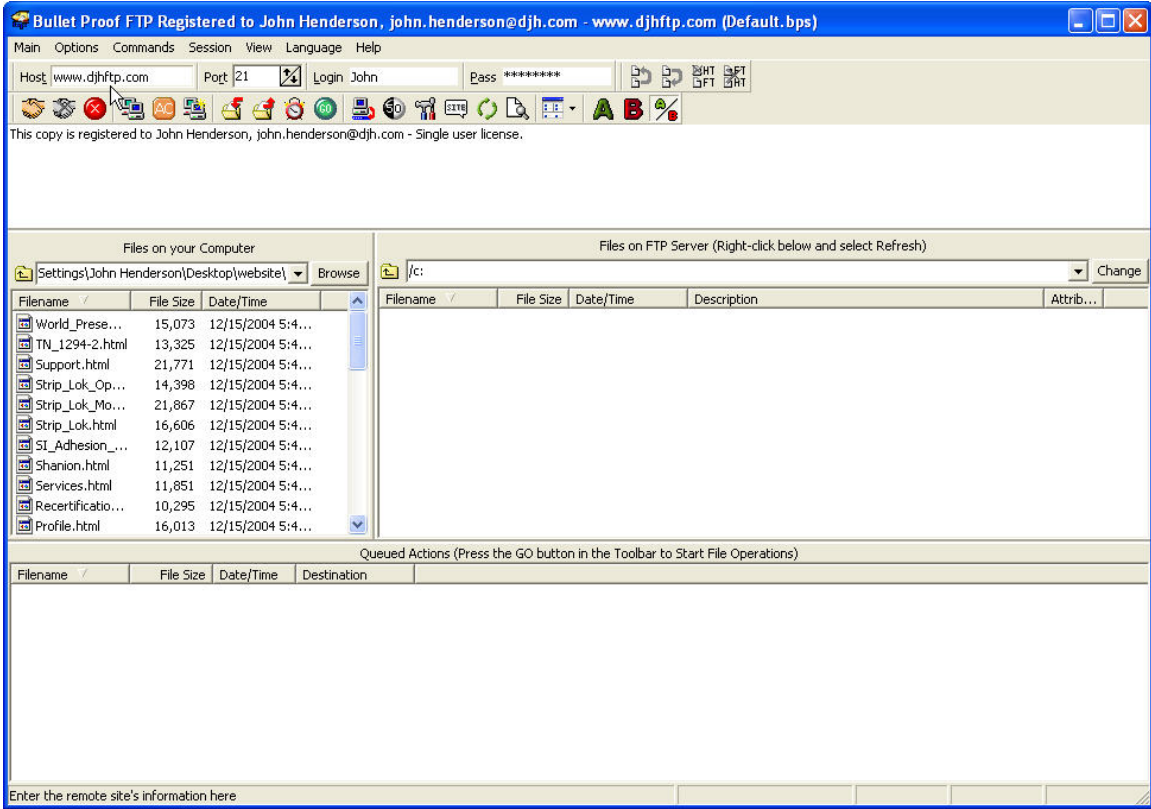 Bullet Proof FTP Registered to John Henderson, john.henderson@djh.com - www.djhftp.com (Default.bps)
Main Options Commands Session View Language Help
Host www.djhftp.com Port 21 Login John Pass ********
This copy is registered to John Henderson, john.henderson@djh.com - Single user license.
Files on your Computer
Settings\John Henderson\Desktop\website\ Browse
Filename File Size Date/Time
World_Prese... 15,073 12/15/2004 5:4...
TN_1294-2.html 13,325 12/15/2004 5:4...
Support.html 21,771 12/15/2004 5:4...
Strip_Lok_Op... 14,398 12/15/2004 5:4...
Strip_Lok_Mo... 21,867 12/15/2004 5:4...
Strip_Lok.html 16,606 12/15/2004 5:4...
SI_Adhesion_... 12,107 12/15/2004 5:4...
Shanion.html 11,251 12/15/2004 5:4...
Services.html 11,851 12/15/2004 5:4...
Recertificatio... 10,295 12/15/2004 5:4...
Profile.html 16,013 12/15/2004 5:4...
Files on FTP Server (Right-click below and select Refresh)
/c: Change
Filename File Size Date/Time Description Attrib...
Queued Actions (Press the GO button in the Toolbar to Start File Operations)
Filename File Size Date/Time Destination
Enter the remote site's information here